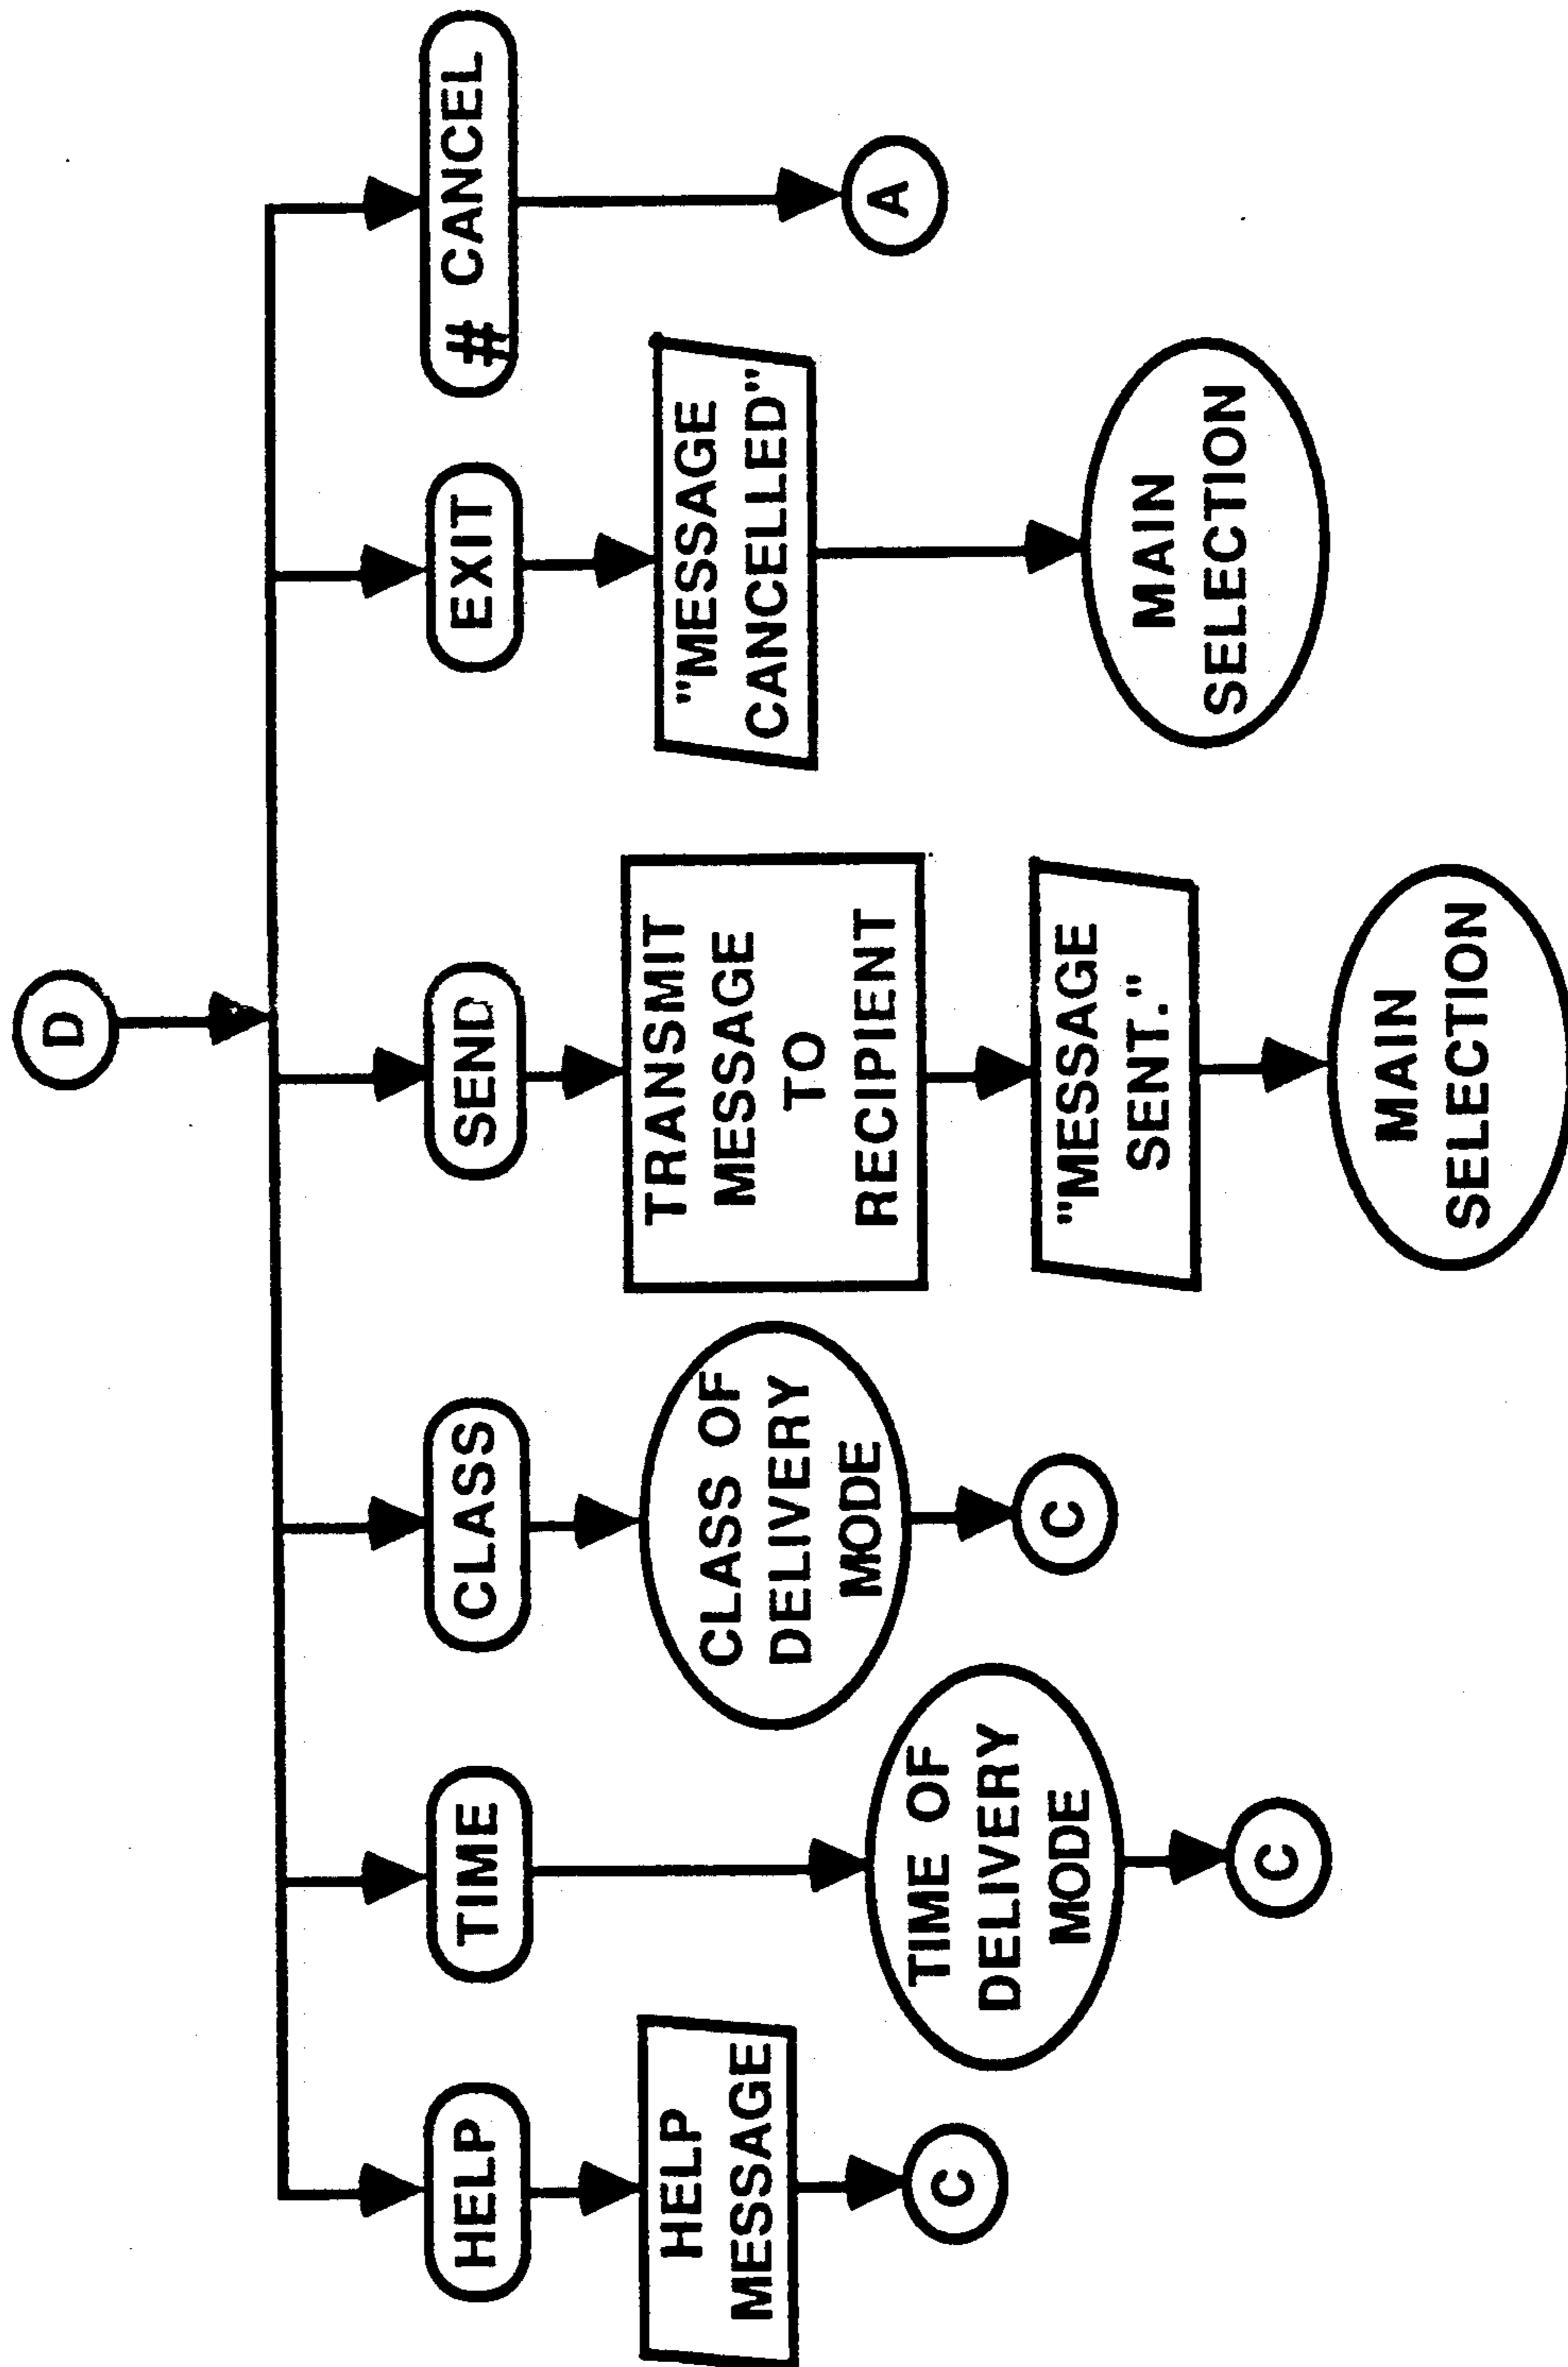 D
HELP
TIME
CLASS
SEND
EXIT
# CANCEL
HELP
MESSAGE
C
TIME OF
DELIVERY
MODE
C
CLASS OF
DELIVERY
MODE
C
TRANSMIT
MESSAGE
TO
RECIPIENT
"MESSAGE
SENT."
MAIN
SELECTION
"MESSAGE
CANCELLED"
MAIN
SELECTION
A